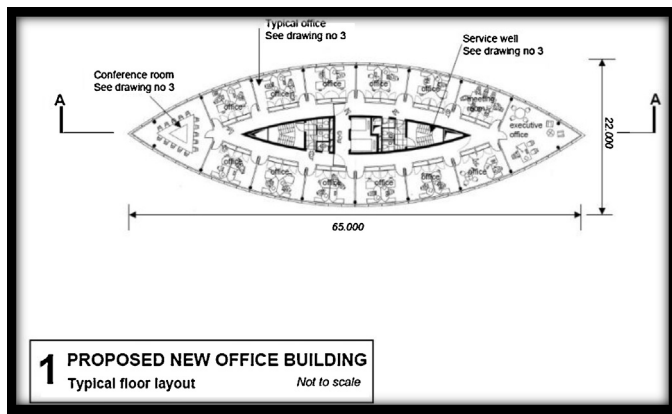 Typical office
See drawing no 3
Service well
See drawing no 3
Conference room
See drawing no 3
A
A
office
office
office
office
office
meeting
room
executive
office
22.000
office
office
office
office
office
office
65.000
1 PROPOSED NEW OFFICE BUILDING
Typical floor layout
Not to scale